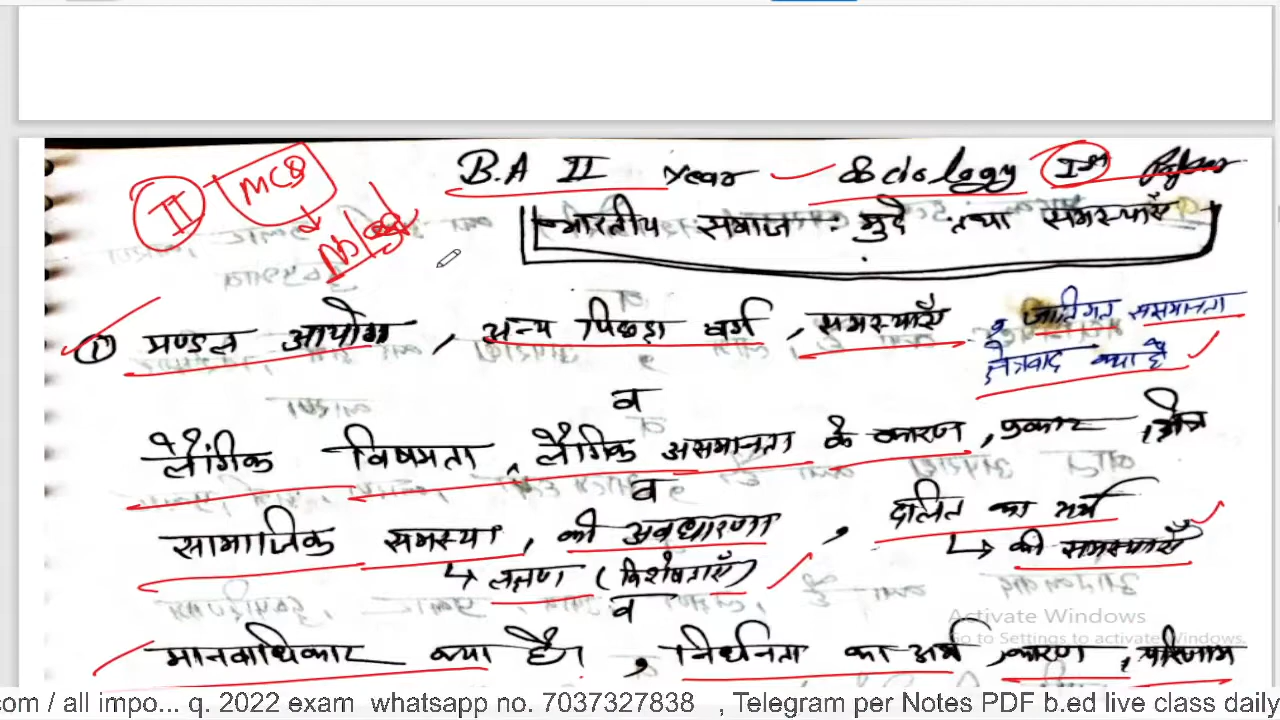 B.A II year Sociology Ist
II MCQ
भारतीय समाज : मुद्दे तथा समस्याएँ
① मण्डल आयोग , अन्य पिछड़ा वर्ग , समस्याएँ , जातिगत असमानता
क्षेत्रवाद क्या है
व
लैंगिक विषमता , लैंगिक असमानता के कारण , प्रकार , क्षेत्र
व
सामाजिक समस्या , की अवधारणा , दलित का अर्थ
↳ लक्षण (विशेषताएँ) ↳ की समस्याएँ
व
मानवाधिकार क्या है। , निर्धनता का अर्थ , कारण , परिणाम
Activate Windows
Go to Settings to activate Windows.
com / all impo... q. 2022 exam whatsapp no. 7037327838 , Telegram per Notes PDF b.ed live class daily